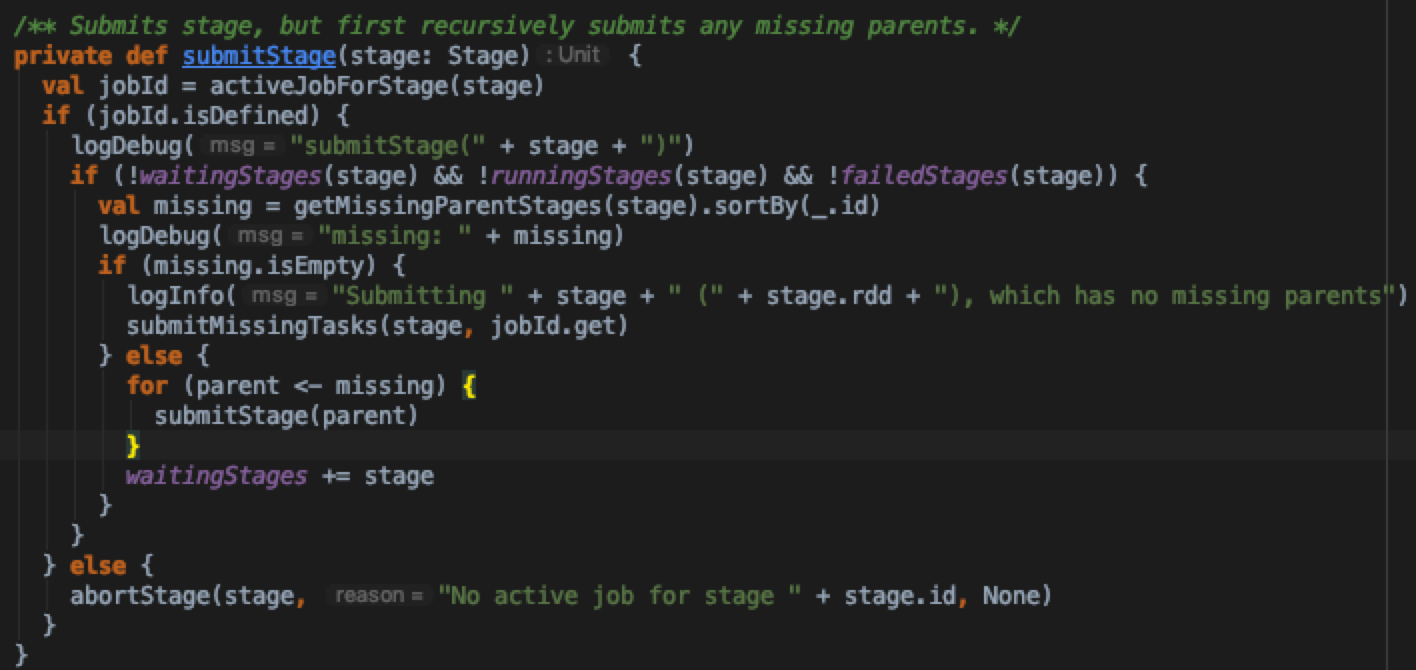 /** Submits stage, but first recursively submits any missing parents. */
private def submitStage(stage: Stage) : Unit {
  val jobId = activeJobForStage(stage)
  if (jobId.isDefined) {
    logDebug( msg = "submitStage(" + stage + ")")
    if (!waitingStages(stage) && !runningStages(stage) && !failedStages(stage)) {
      val missing = getMissingParentStages(stage).sortBy(_.id)
      logDebug( msg = "missing: " + missing)
      if (missing.isEmpty) {
        logInfo( msg = "Submitting " + stage + " (" + stage.rdd + "), which has no missing parents")
        submitMissingTasks(stage, jobId.get)
      } else {
        for (parent <- missing) {
          submitStage(parent)
        }
        waitingStages += stage
      }
    }
  } else {
    abortStage(stage, reason = "No active job for stage " + stage.id, None)
  }
}